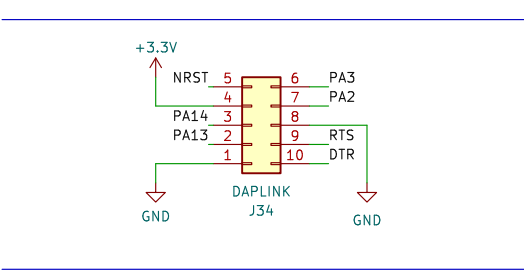 +3.3V
NRST 5 6 PA3
4 7 PA2
PA14 3 8
PA13 2 9 RTS
1 10 DTR
DAPLINK
J34
GND
GND